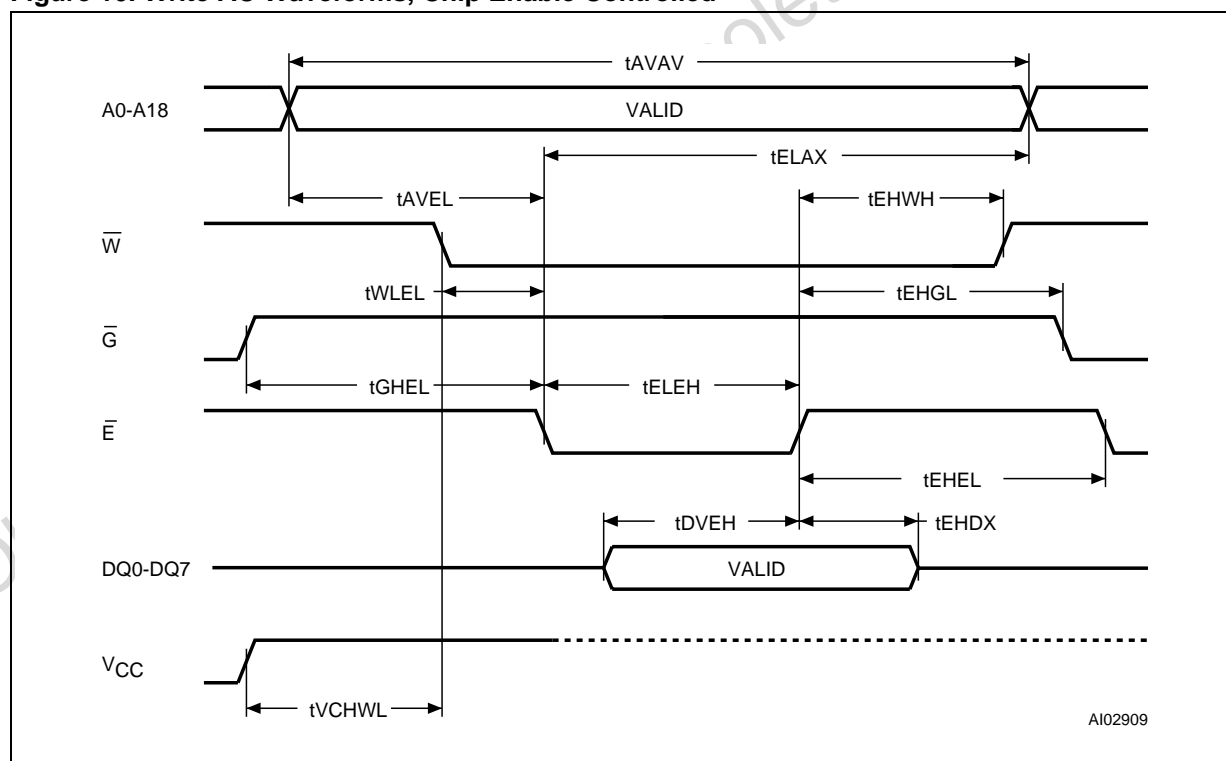 tAVAV
A0-A18
VALID
tELAX
tAVEL
tEHWH
W
tWLEL
tEHGL
G
tGHEL
tELEH
E
tEHEL
tDVEH
tEHDX
DQ0-DQ7
VALID
VCC
tVCHWL
AI02909